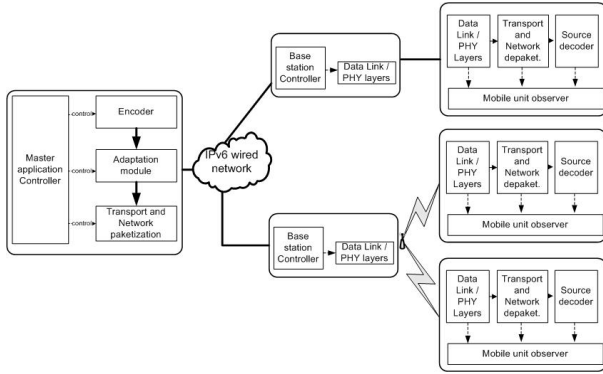 Master
application
Controller
control
Encoder
control
Adaptation
module
control
Transport and
Network
paketization
IPv6 wired
network
Base
station
Controller
Data Link /
PHY layers
Base
station
Controller
Data Link /
PHY layers
Data
Link /
PHY
Layers
Transport
and
Network
depaket.
Source
decoder
Mobile unit observer
Data
Link /
PHY
Layers
Transport
and
Network
depaket.
Source
decoder
Mobile unit observer
Data
Link /
PHY
Layers
Transport
and
Network
depaket.
Source
decoder
Mobile unit observer